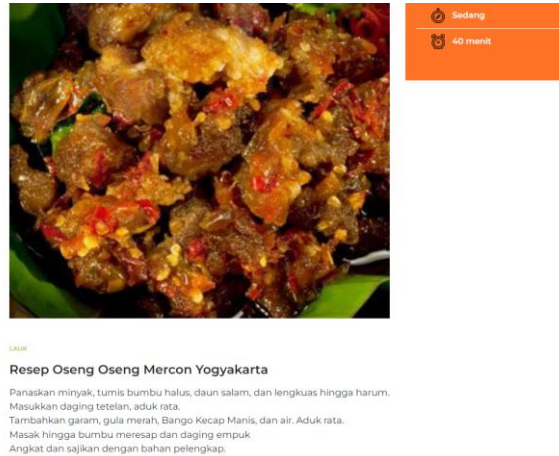 Sedang
40 menit
LAUK
Resep Oseng Oseng Mercon Yogyakarta
Panaskan minyak, tumis bumbu halus, daun salam, dan lengkuas hingga harum.
Masukkan daging tetelan, aduk rata.
Tambahkan garam, gula merah, Bango Kecap Manis, dan air. Aduk rata.
Masak hingga bumbu meresap dan daging empuk
Angkat dan sajikan dengan bahan pelengkap.